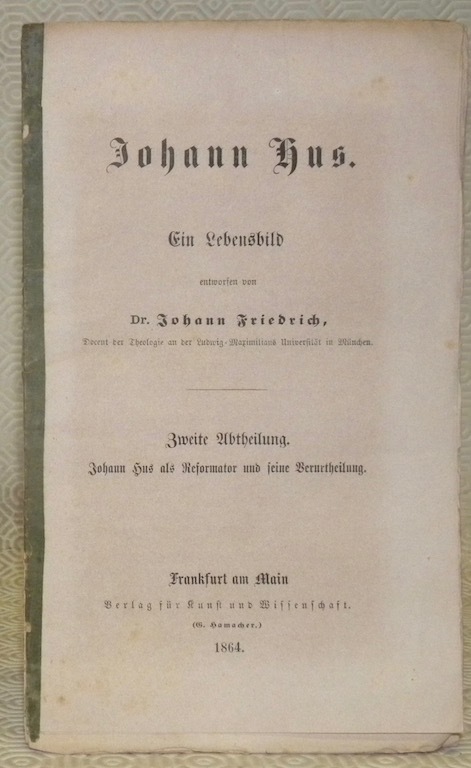 Johann Hus.
Ein Lebensbild
entworfen von
Dr. Johann Friedrich,
Docent der Theologie an der Ludwig-Maximilians Universität in München.
Zweite Abtheilung.
Johann Hus als Reformator und seine Verurtheilung.
Frankfurt am Main
Verlag für Kunst und Wissenschaft.
(G. Hamacher.)
1864.